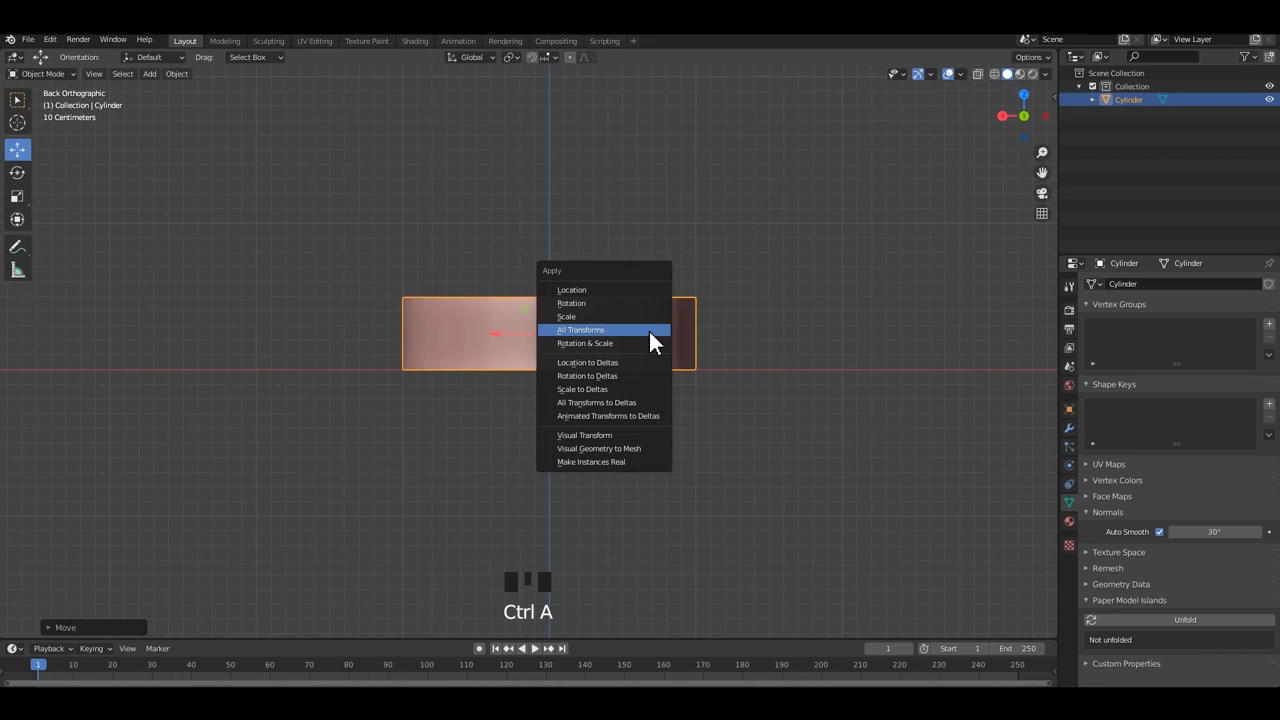 File Edit Render Window Help Layout Modeling Sculpting UV Editing Texture Paint Shading Animation Rendering Compositing Scripting + Scene View Layer
Orientation: Default Drag: Select Box Global Options
Object Mode View Select Add Object
Back Orthographic
(1) Collection | Cylinder
10 Centimeters
Z
X
Y
Apply
Location
Rotation
Scale
All Transforms
Rotation & Scale
Location to Deltas
Rotation to Deltas
Scale to Deltas
All Transforms to Deltas
Animated Transforms to Deltas
Visual Transform
Visual Geometry to Mesh
Make Instances Real
Ctrl A
Move
Scene Collection
Collection
Cylinder
Cylinder Cylinder
Cylinder
Vertex Groups
Shape Keys
UV Maps
Vertex Colors
Face Maps
Normals
Auto Smooth 30°
Texture Space
Remesh
Geometry Data
Paper Model Islands
Unfold
Not unfolded
Custom Properties
Playback Keying View Marker 1 Start 1 End 250
1 10 20 30 40 50 60 70 80 90 100 110 120 130 140 150 160 170 180 190 200 210 220 230 240 250